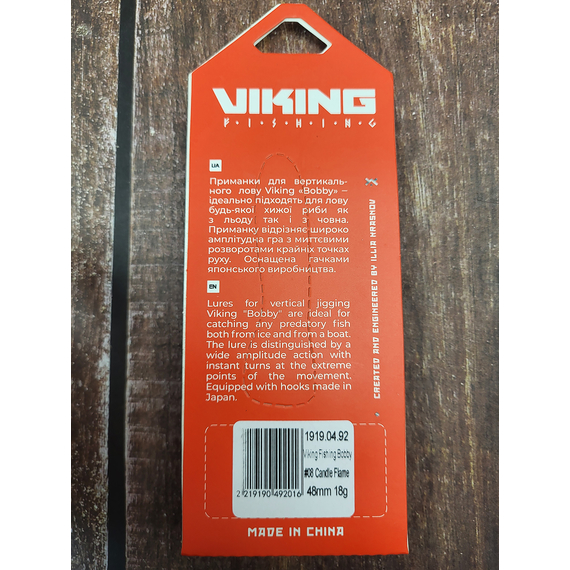 VIKING
F·I·S·H·I·N·G
UA
Приманки для вертикаль-
ного лову Viking «Bobby» –
ідеально підходять для лову
будь-якої хижої риби як
з льоду так і з човна.
Приманку відрізняє широко
амплітудна гра з миттєвими
розворотами крайніх точках
руху. Оснащена гачками
японського виробництва.
EN
Lures for vertical jigging
Viking "Bobby" are ideal for
catching any predatory fish
both from ice and from a boat.
The lure is distinguished by a
wide amplitude action with
instant turns at the extreme
points of the movement.
Equipped with hooks made in
Japan.
CREATED AND ENGINEERED BY ILLIA KRASNOV
1919.04.92
Viking Fishing Bobby
#08 Candle Flame
48mm 18g
2 219190 492016
MADE IN CHINA